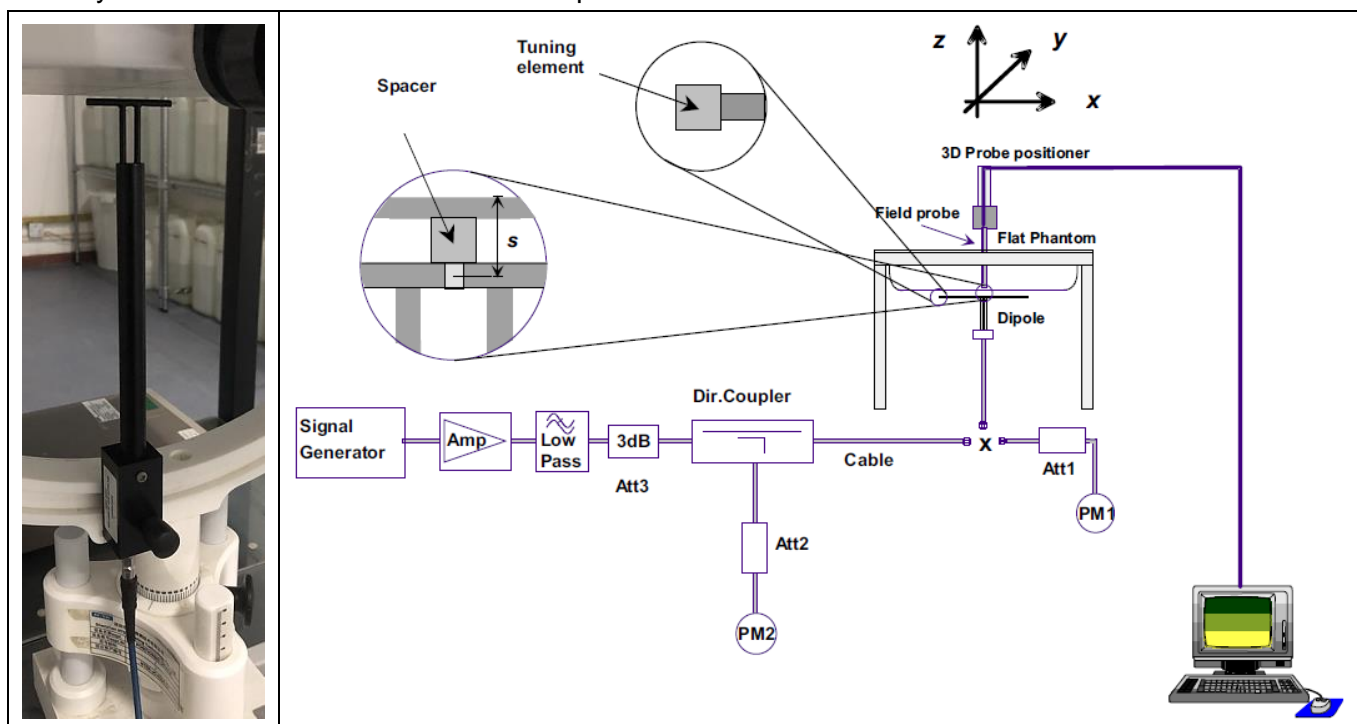 Tuning
element
Spacer
s
z
y
x
3D Probe positioner
Field probe
Flat Phantom
Dipole
Signal
Generator
Amp
Low
Pass
3dB
Att3
Dir.Coupler
Cable
x
Att1
PM1
Att2
PM2